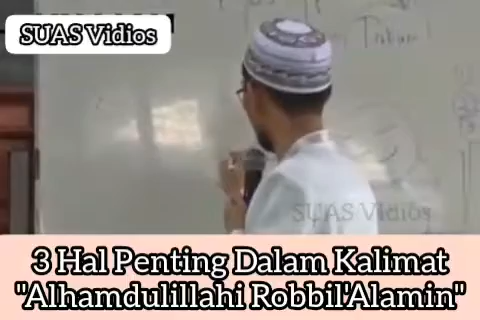 SUAS Vidios
SUAS Vidios
3 Hal Penting Dalam Kalimat
"Alhamdulillahi Robbil'Alamin"